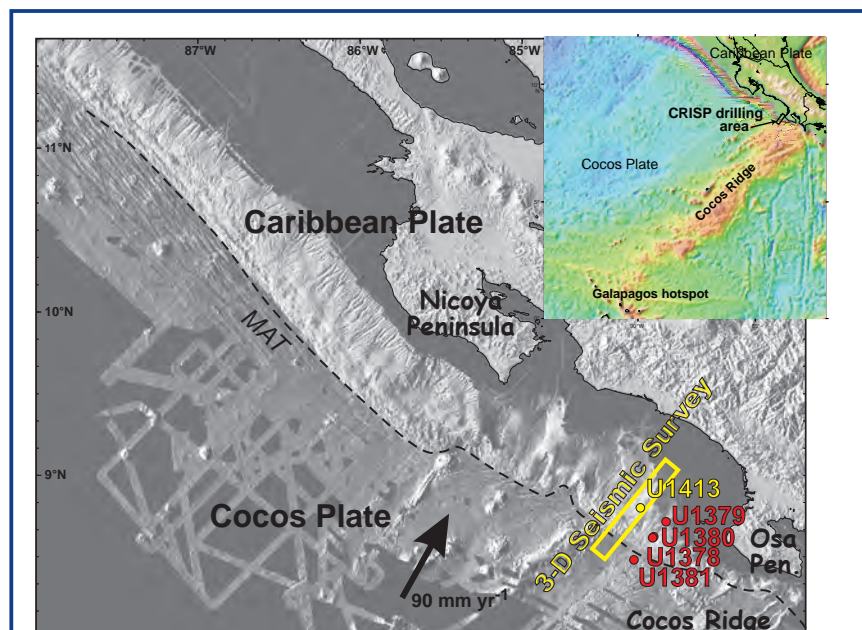 87°W
86°W
85°W
11°N
10°N
9°N
Caribbean Plate
CRISP drilling
area
Cocos Plate
Cocos Ridge
Galapagos hotspot
Caribbean Plate
Nicoya
Peninsula
MAT
3-D Seismic Survey
U1413
U1379
U1380
U1378
U1381
Osa
Pen.
Cocos Plate
90 mm yr-1
Cocos Ridge